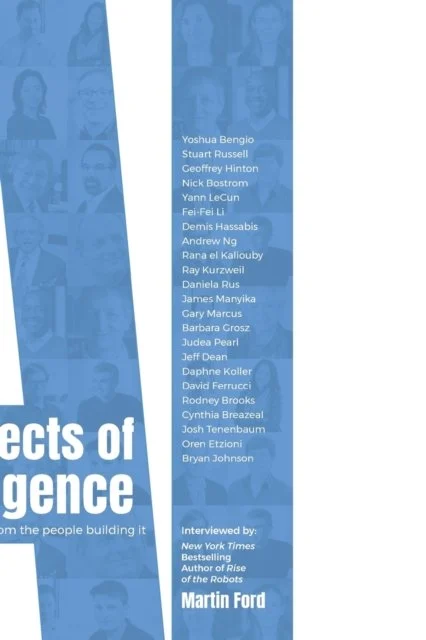 Yoshua Bengio
Stuart Russell
Geoffrey Hinton
Nick Bostrom
Yann LeCun
Fei-Fei Li
Demis Hassabis
Andrew Ng
Rana el Kaliouby
Ray Kurzweil
Daniela Rus
James Manyika
Gary Marcus
Barbara Grosz
Judea Pearl
Jeff Dean
Daphne Koller
David Ferrucci
Rodney Brooks
Cynthia Breazeal
Josh Tenenbaum
Oren Etzioni
Bryan Johnson
ects of
gence
om the people building it
Interviewed by:
New York Times
Bestselling
Author of Rise
of the Robots
Martin Ford